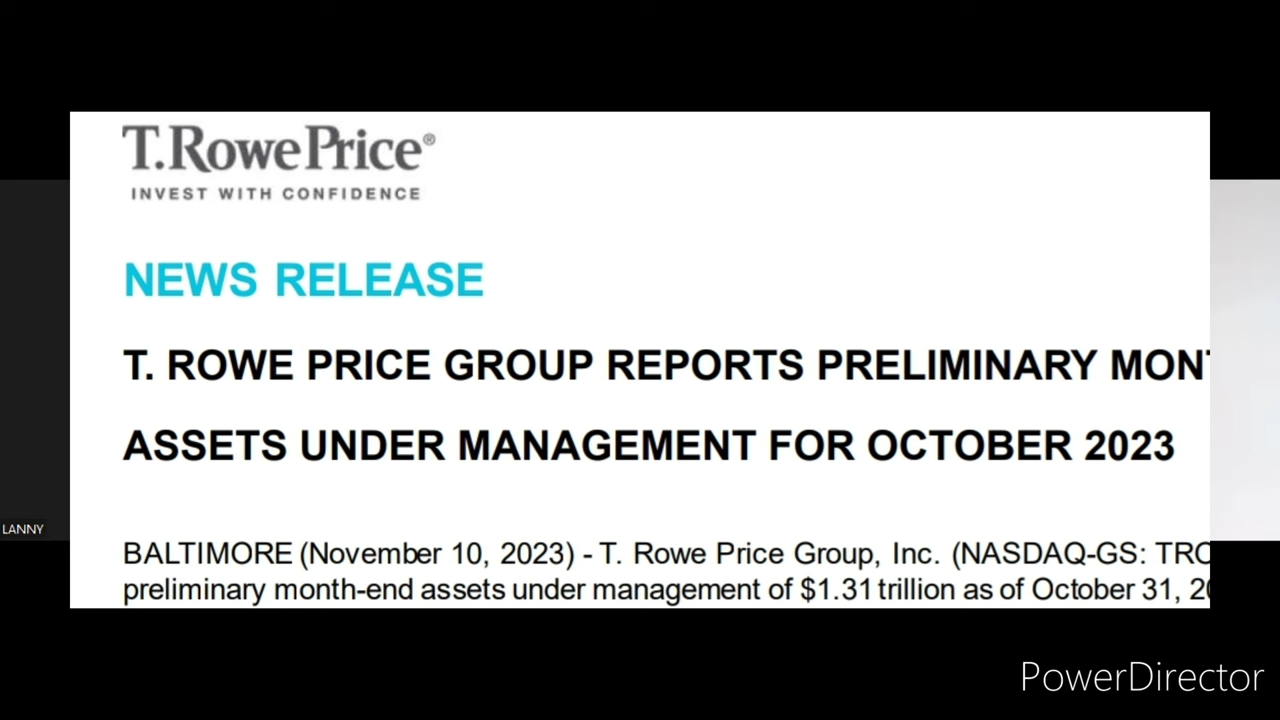 T.Rowe Price®
INVEST WITH CONFIDENCE
NEWS RELEASE
T. ROWE PRICE GROUP REPORTS PRELIMINARY
ASSETS UNDER MANAGEMENT FOR OCTOBER 2023
LANNY
BALTIMORE (November 10, 2023) - T. Rowe Price Group, Inc. (NASDAQ-GS:
preliminary month-end assets under management of $1.31 trillion as of October 31,
PowerDirector